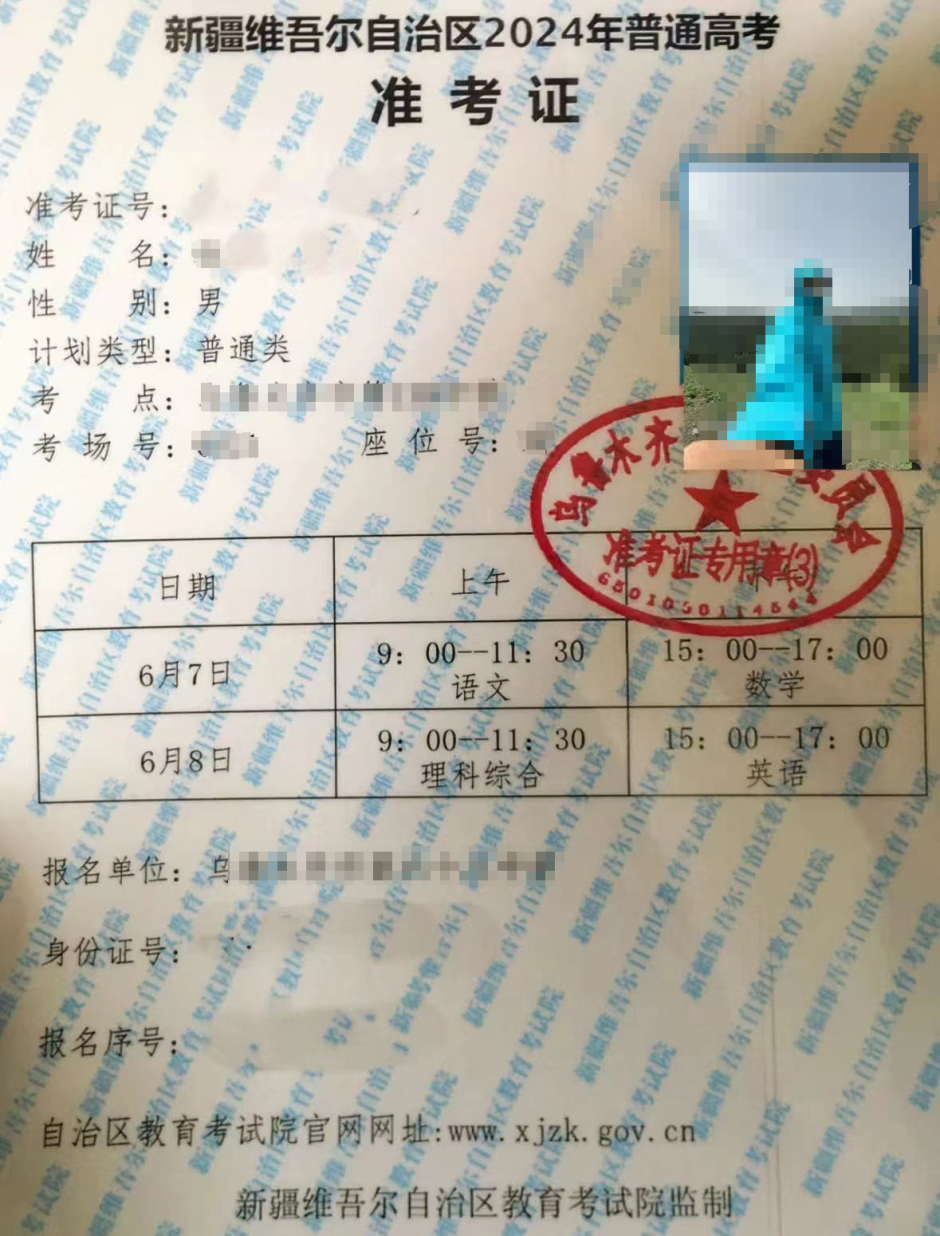 新疆维吾尔自治区2024年普通高考
准考证
准考证号：
姓名：
性别：男
计划类型：普通类
考点：
考场号： 座位号：
乌鲁木齐
准考证专用章(3)
日期 上午
6月7日 9：00--11：30 15：00--17：00
语文 数学
6月8日 9：00--11：30 15：00--17：00
理科综合 英语
报名单位：乌
身份证号：
报名序号：
自治区教育考试院官网网址:www.xjzk.gov.cn
新疆维吾尔自治区教育考试院监制